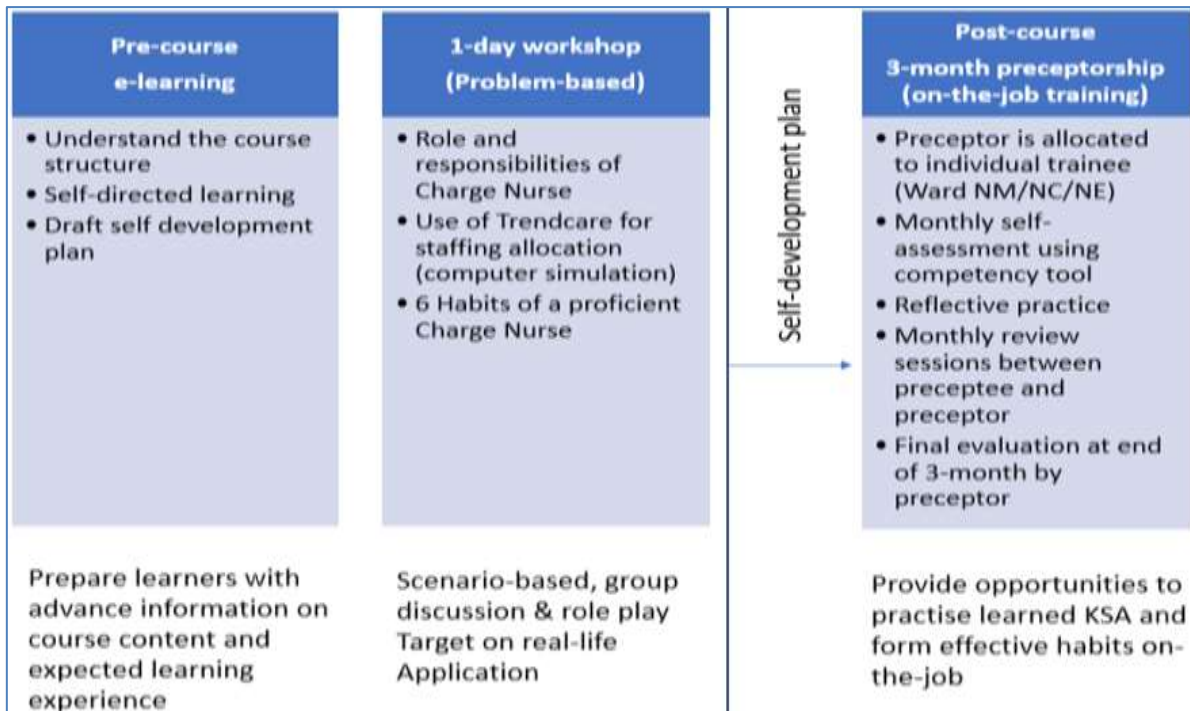 Pre-course
e-learning
• Understand the course
structure
• Self-directed learning
• Draft self development
plan
Prepare learners with
advance information on
course content and
expected learning
experience
1-day workshop
(Problem-based)
• Role and
responsibilities of
Charge Nurse
• Use of Trendcare for
staffing allocation
(computer simulation)
• 6 Habits of a proficient
Charge Nurse
Scenario-based, group
discussion & role play
Target on real-life
Application
Self-development plan
Post-course
3-month preceptorship
(on-the-job training)
• Preceptor is allocated
to individual trainee
(Ward NM/NC/NE)
• Monthly self-
assessment using
competency tool
• Reflective practice
• Monthly review
sessions between
preceptee and
preceptor
• Final evaluation at end
of 3-month by
preceptor
Provide opportunities to
practise learned KSA and
form effective habits on-
the-job